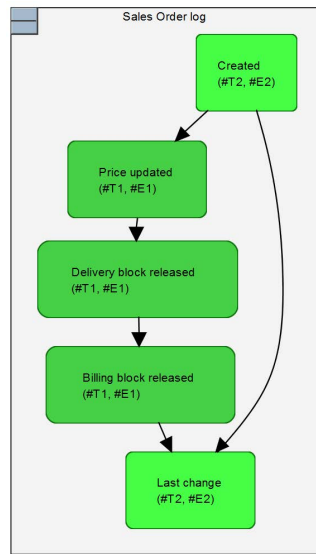 Sales Order log
Created
(#T2, #E2)
Price updated
(#T1, #E1)
Delivery block released
(#T1, #E1)
Billing block released
(#T1, #E1)
Last change
(#T2, #E2)